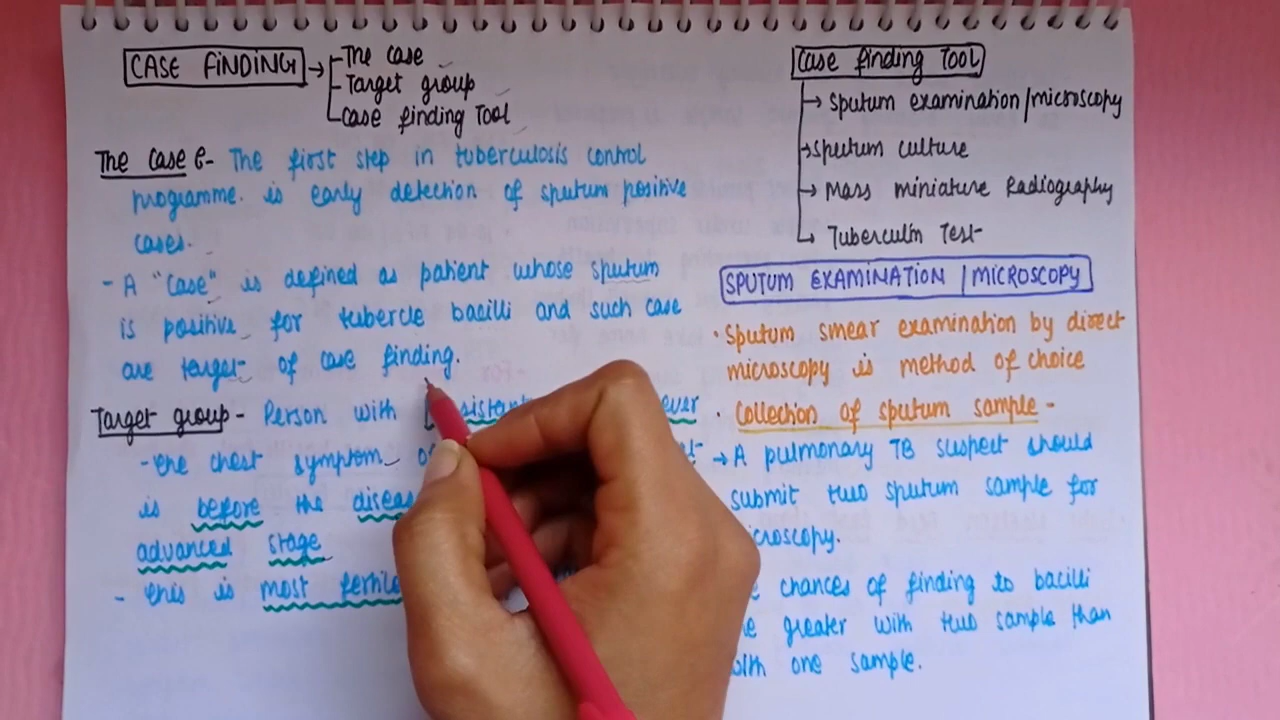 CASE FINDING → The case
- Target group
Case finding Tool
The Case :- The first step in tuberculosis control
programme. is early detection of sputum positive
cases.
- A "Case" is defined as patient whose sputum
is positive for tubercle bacilli and such case
are target of case finding.
Target group - Person with ever
- the chest symptom
is before the
advanced stage
- this is most fertile
Case finding Tool
→ Sputum examination/microscopy
→ Sputum culture
→ Mass miniature Radiography
→ Tuberculin Test
SPUTUM EXAMINATION / MICROSCOPY
• Sputum smear examination by direct
microscopy is method of choice
• Collection of sputum sample -
→ A pulmonary TB suspect should
submit two sputum sample for
croscopy.
chances of finding to bacilli
greater with two sample than
with one sample.